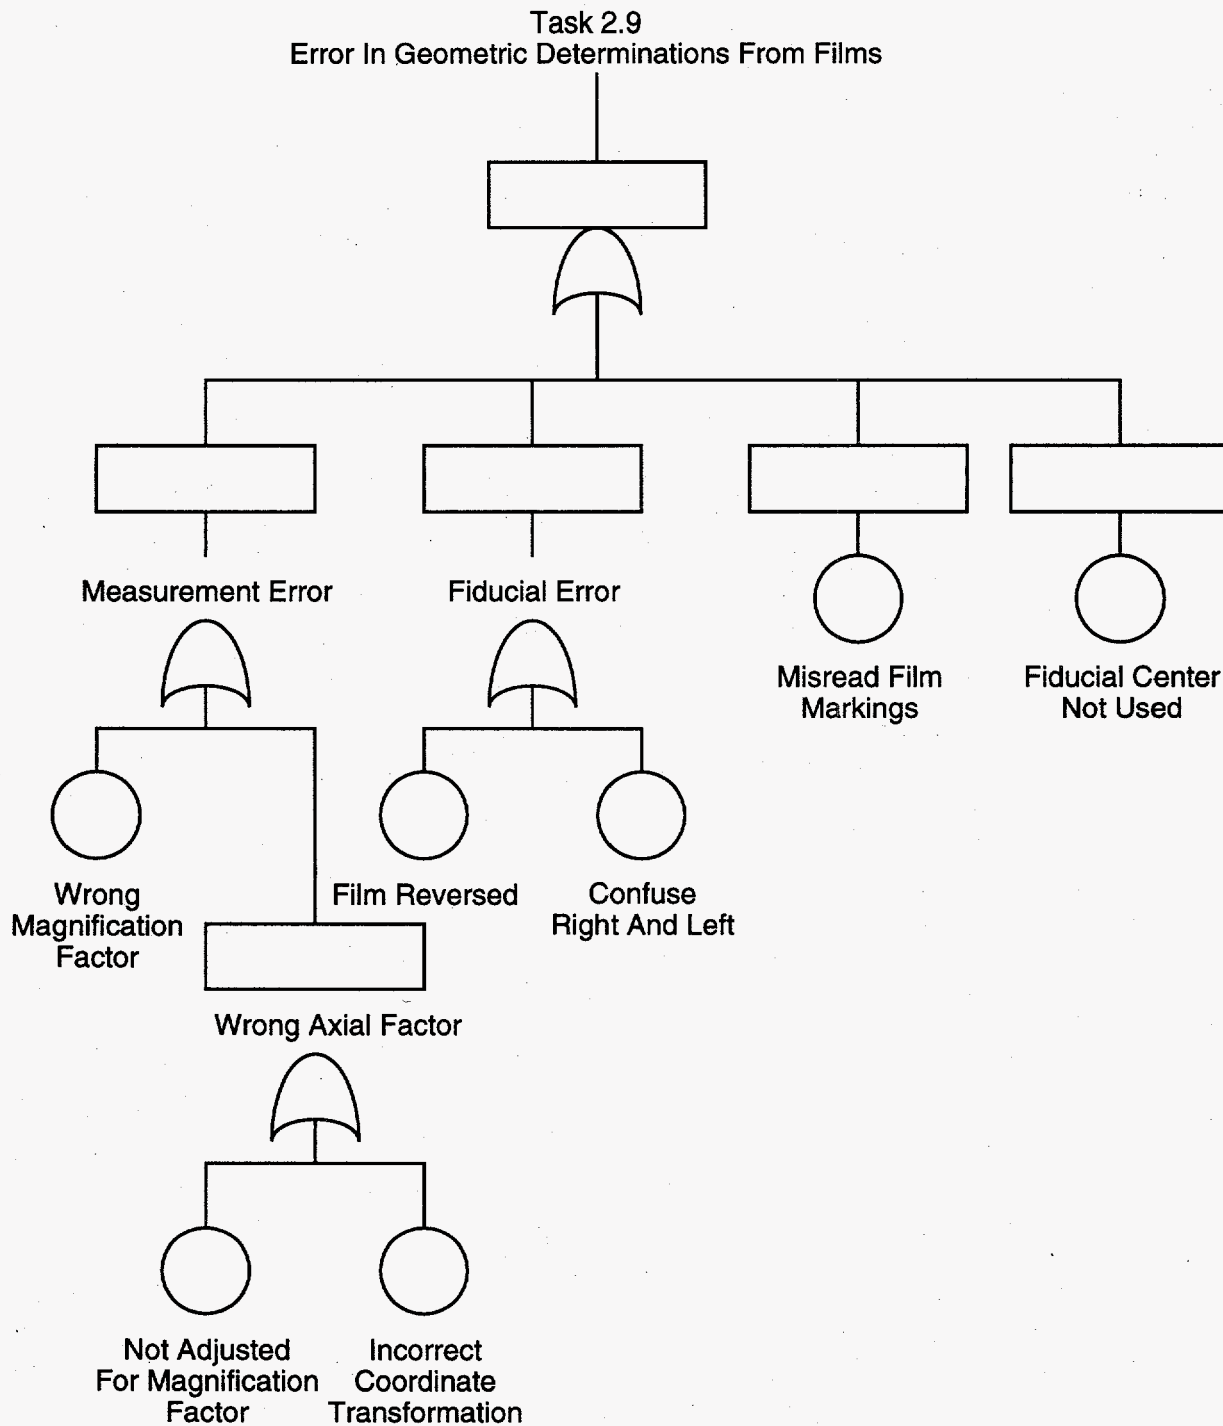 Task 2.9
Error In Geometric Determinations From Films
Measurement Error
Fiducial Error
Misread Film
Markings
Fiducial Center
Not Used
Wrong
Magnification
Factor
Film Reversed
Confuse
Right And Left
Wrong Axial Factor
Not Adjusted
For Magnification
Factor
Incorrect
Coordinate
Transformation